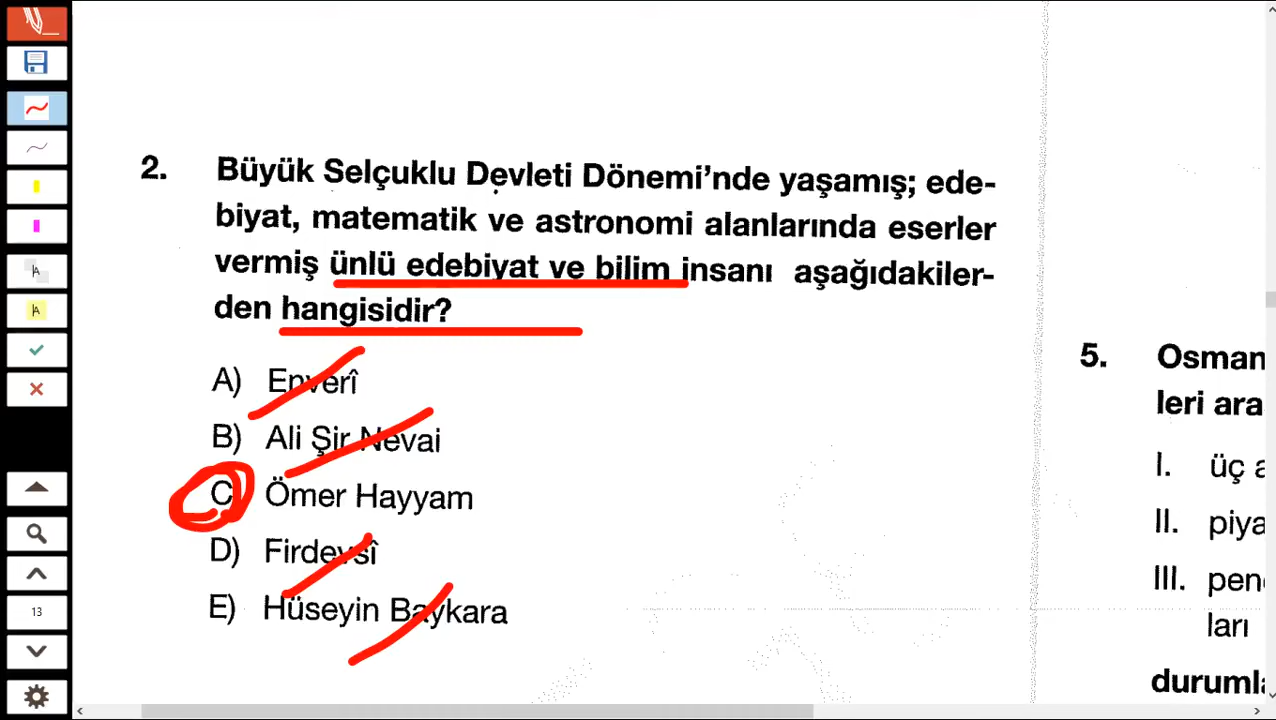 2. Büyük Selçuklu Devleti Dönemi’nde yaşamış; ede-
biyat, matematik ve astronomi alanlarında eserler
vermiş ünlü edebiyat ve bilim insanı aşağıdakiler-
den hangisidir?
A) Enverî
B) Ali Şir Nevai
C) Ömer Hayyam
D) Firdevsî
E) Hüseyin Baykara
5. Osman
leri ara
I. üç a
II. piya
III. pen
ları
durumla
A
A
13